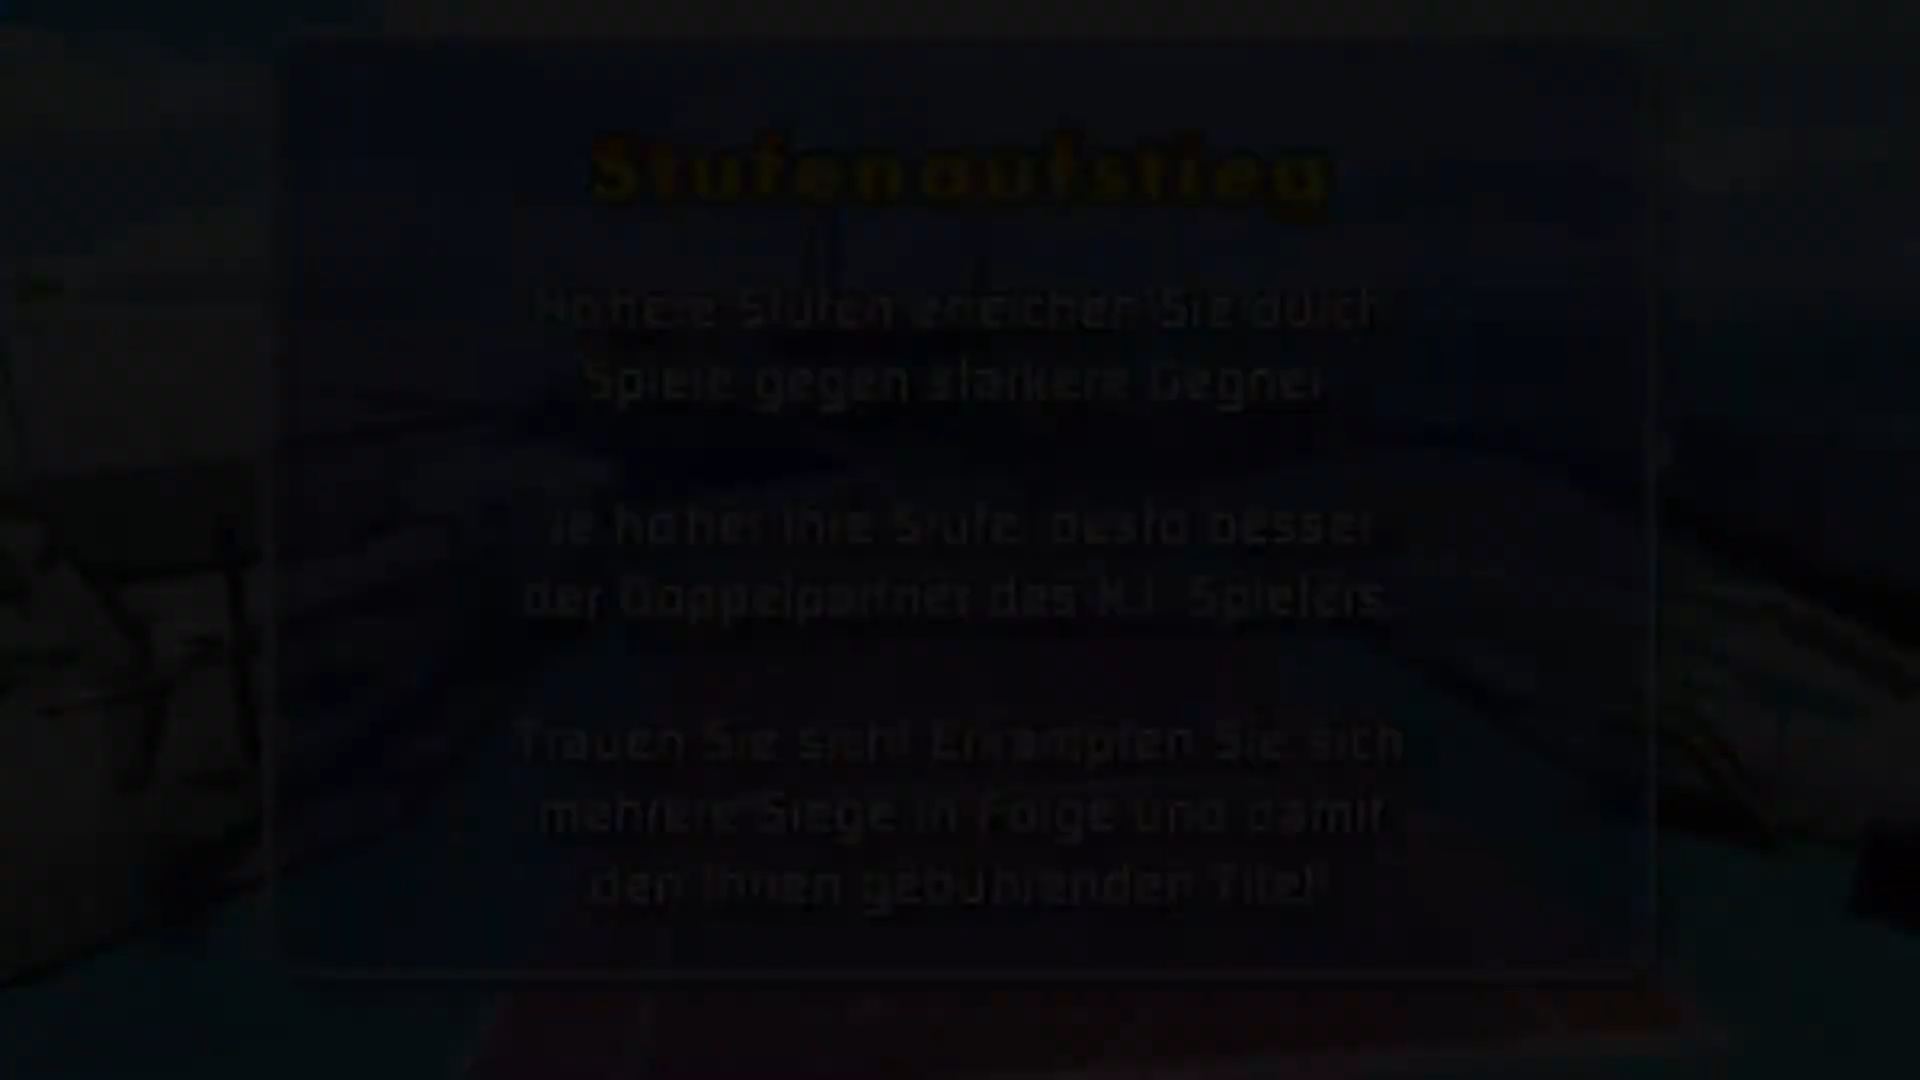 Stufenaufstieg
Höhere Stufen erreichen Sie durch
Spiele gegen stärkere Gegner.
Je höher Ihre Stufe, desto besser
der Doppelpartner des K.I.-Spielers.
Trauen Sie sich! Erkämpfen Sie sich
mehrere Siege in Folge und damit
den Ihnen gebührenden Titel!